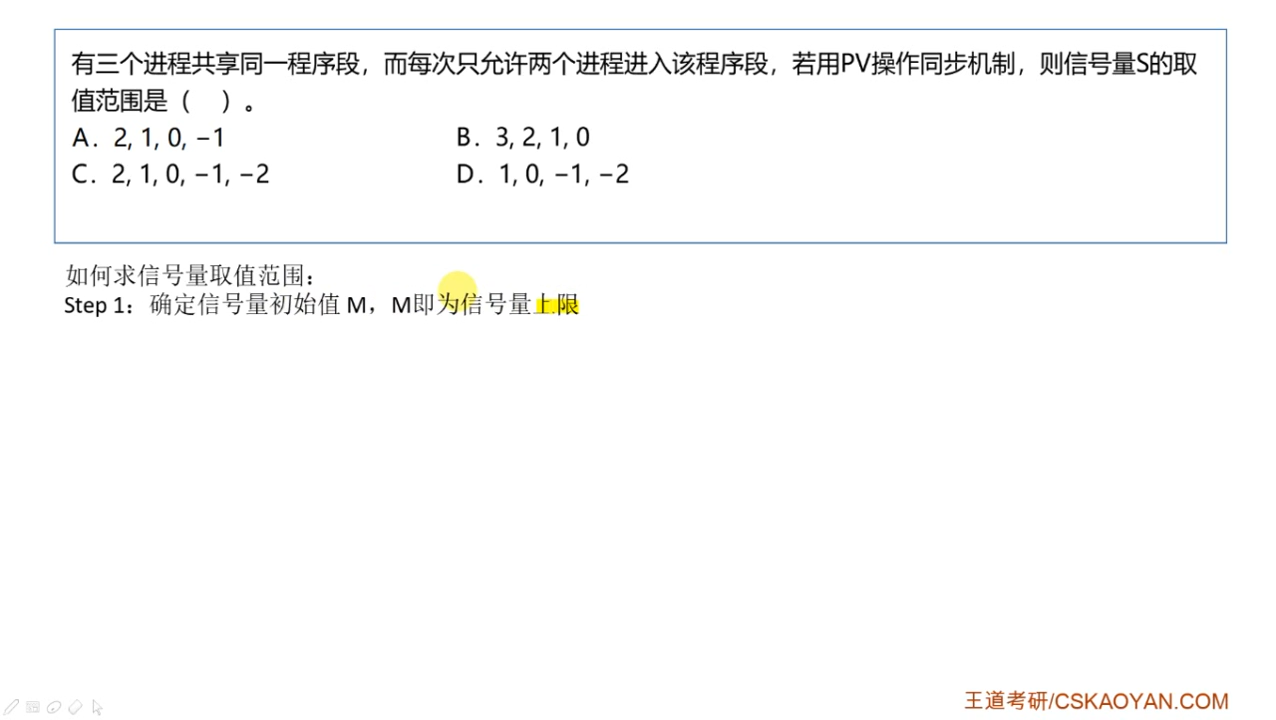 有三个进程共享同一程序段，而每次只允许两个进程进入该程序段，若用PV操作同步机制，则信号量S的取
值范围是（　）。
A．2, 1, 0, −1　　B．3, 2, 1, 0
C．2, 1, 0, −1, −2　　D．1, 0, −1, −2
如何求信号量取值范围：
Step 1：确定信号量初始值 M，M即为信号量上限
王道考研/CSKAOYAN.COM